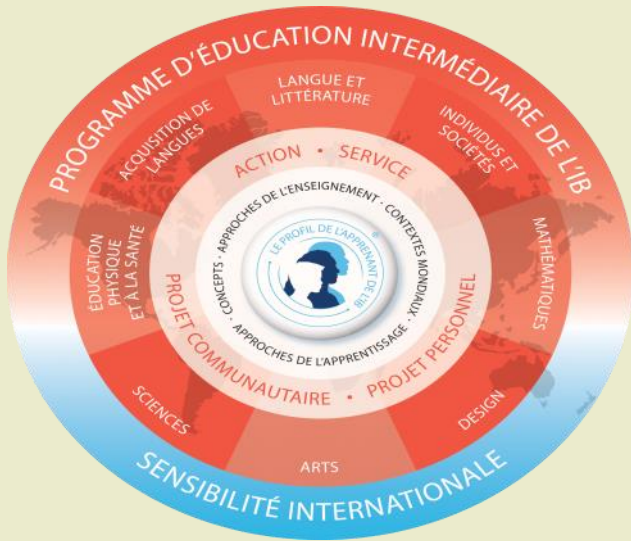 PROGRAMME D'ÉDUCATION INTERMÉDIAIRE DE L'IB
LANGUE ET
LITTÉRATURE
INDIVIDUS ET
SOCIÉTÉS
MATHÉMATIQUES
DESIGN
ARTS
SCIENCES
ÉDUCATION
PHYSIQUE
ET À LA SANTÉ
ACQUISITION DE
LANGUES
ACTION • SERVICE
PROJET COMMUNAUTAIRE • PROJET PERSONNEL
APPROCHES DE L'ENSEIGNEMENT · CONTEXTES MONDIAUX ·
APPROCHES DE L'APPRENTISSAGE · CONCEPTS ·
LE PROFIL DE L'APPRENANT DE L'IB
®
SENSIBILITÉ INTERNATIONALE